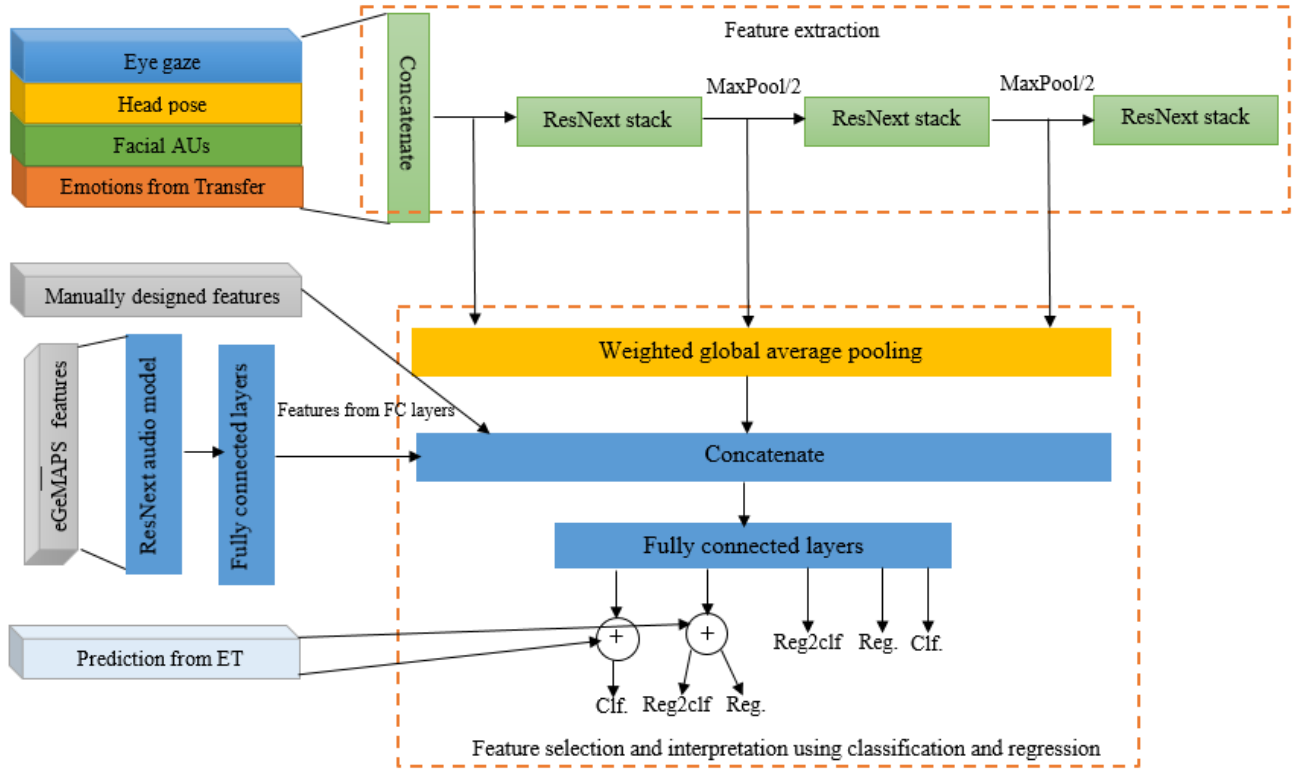 Feature extraction
Eye gaze
Head pose
Facial AUs
Emotions from Transfer
Concatenate
ResNext stack
MaxPool/2
ResNext stack
MaxPool/2
ResNext stack
Manually designed features
eGeMAPS features
ResNext audio model
Fully connected layers
Features from FC layers
Weighted global average pooling
Concatenate
Fully connected layers
Prediction from ET
+
+
Reg2clf
Reg.
Clf.
Clf.
Reg2clf
Reg.
Feature selection and interpretation using classification and regression